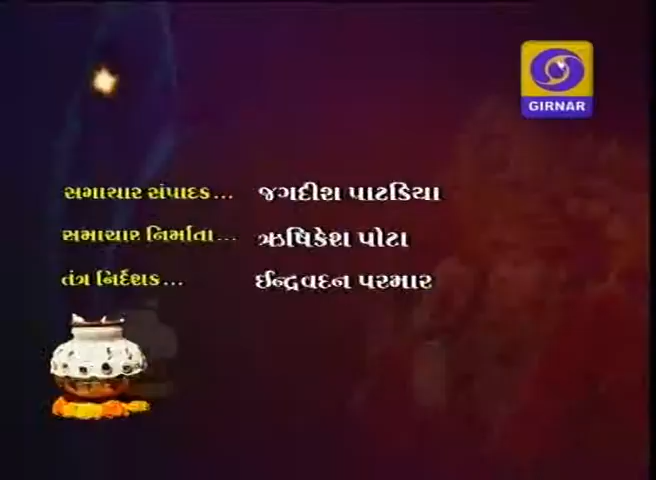 GIRNAR
સમાચાર સંપાદક... જગદીશ પાટડિયા
સમાચાર નિર્માતા... ઋષિકેશ પોટા
તંત્ર નિર્દેશક... ઈન્દ્રવદન પરમાર